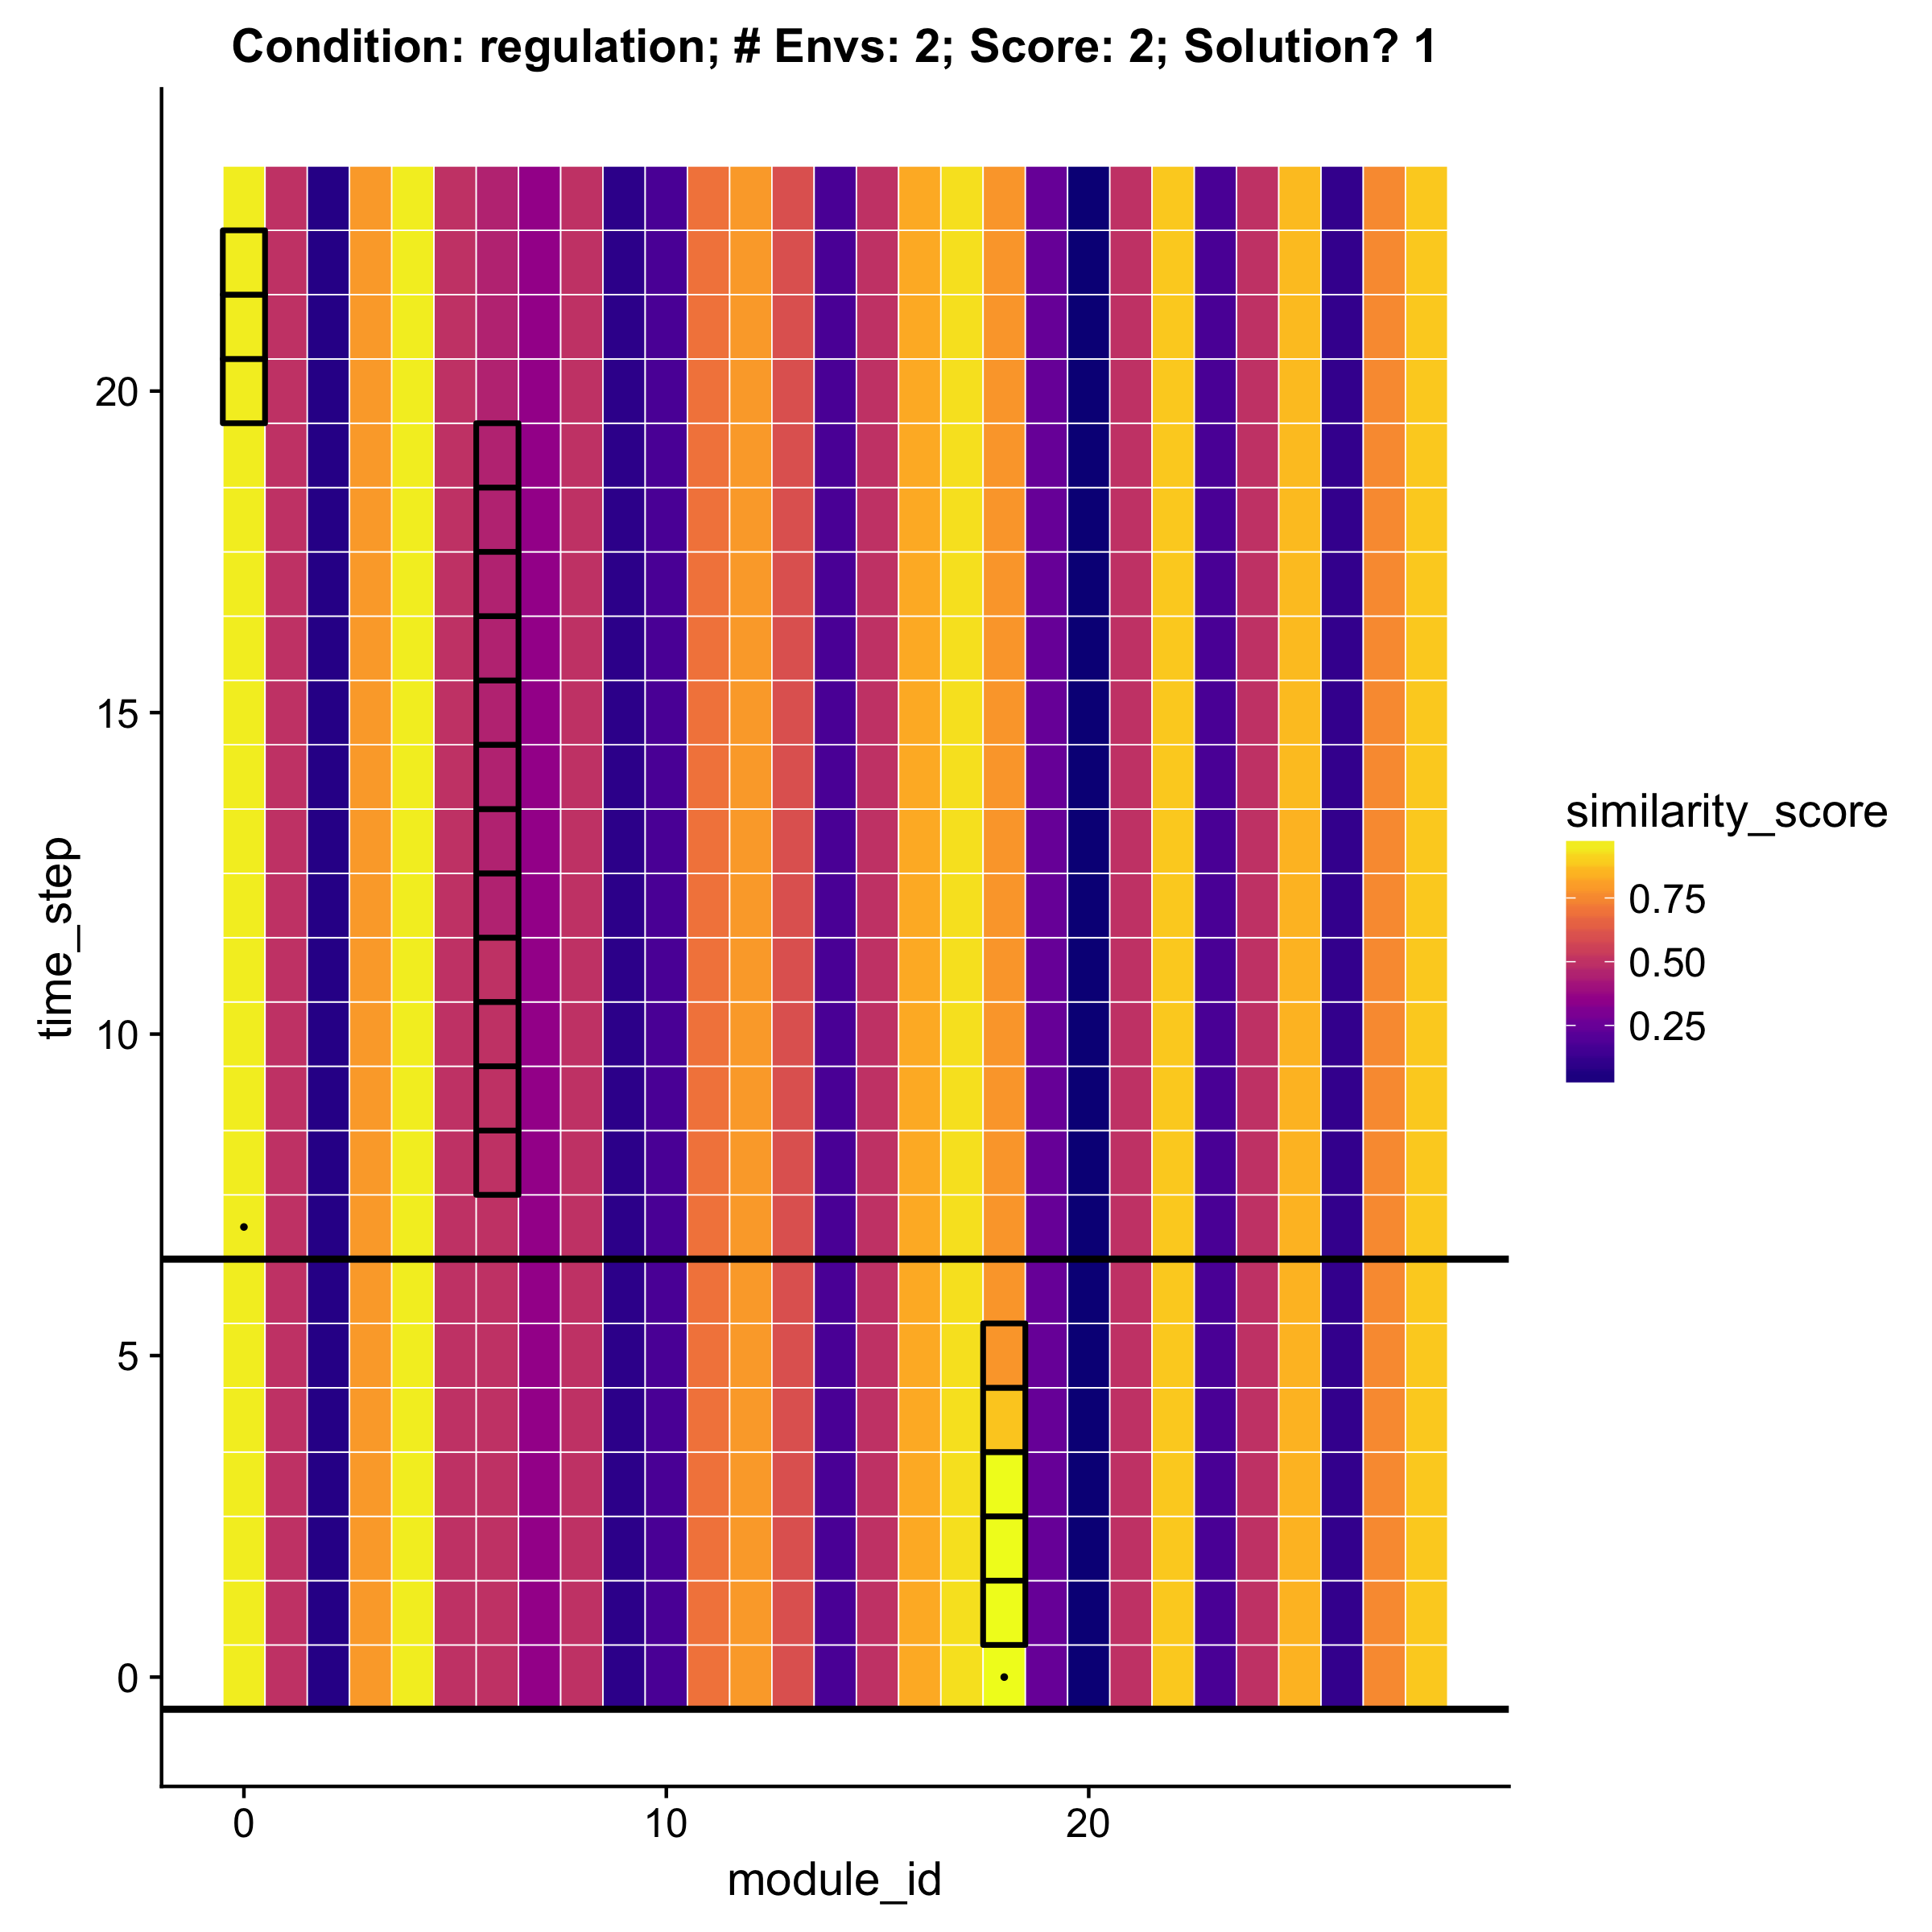 Condition: regulation; # Envs: 2; Score: 2; Solution? 1
time_step
20
15
10
5
0
0
10
20
module_id
similarity_score
0.75
0.50
0.25